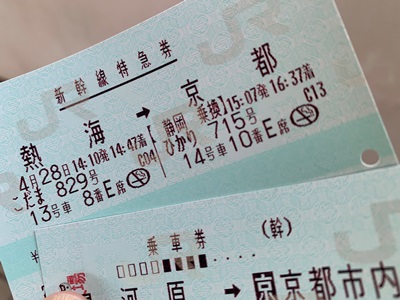 新幹線特急券
熱海 → 京都
4月28日 14:10発 14:47着 [静岡 乗換] 15:07発 16:37着
こだま 829号 C04 ひかり 715号 C13
13号車 8番E席 14号車 10番E席
乗車券 (幹)
河原 → 京都市内